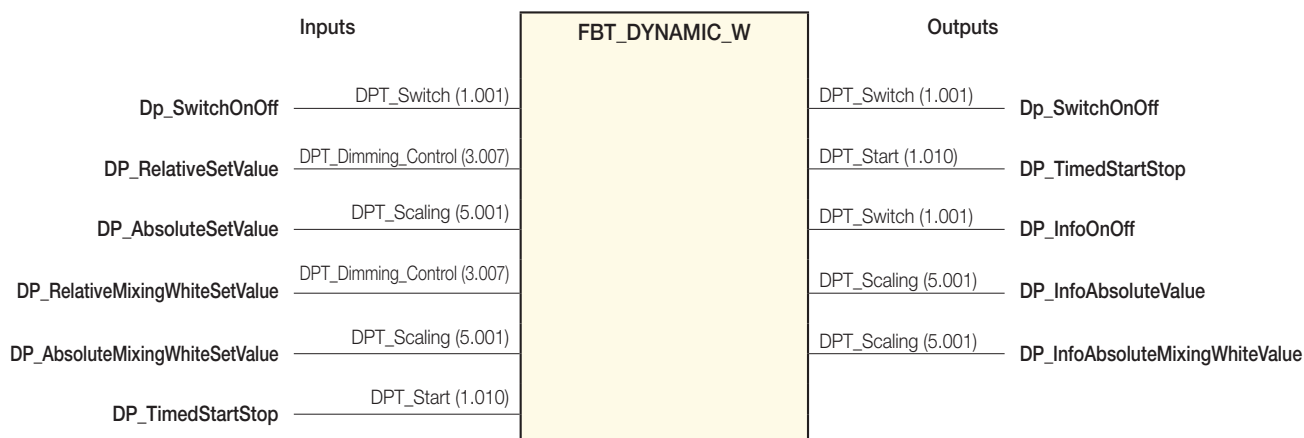 Inputs
FBT_DYNAMIC_W
Outputs
Dp_SwitchOnOff
DPT_Switch (1.001)
DPT_Switch (1.001)
Dp_SwitchOnOff
DP_RelativeSetValue
DPT_Dimming_Control (3.007)
DPT_Start (1.010)
DP_TimedStartStop
DP_AbsoluteSetValue
DPT_Scaling (5.001)
DPT_Switch (1.001)
DP_InfoOnOff
DP_RelativeMixingWhiteSetValue
DPT_Dimming_Control (3.007)
DPT_Scaling (5.001)
DP_InfoAbsoluteValue
DP_AbsoluteMixingWhiteSetValue
DPT_Scaling (5.001)
DPT_Scaling (5.001)
DP_InfoAbsoluteMixingWhiteValue
DP_TimedStartStop
DPT_Start (1.010)